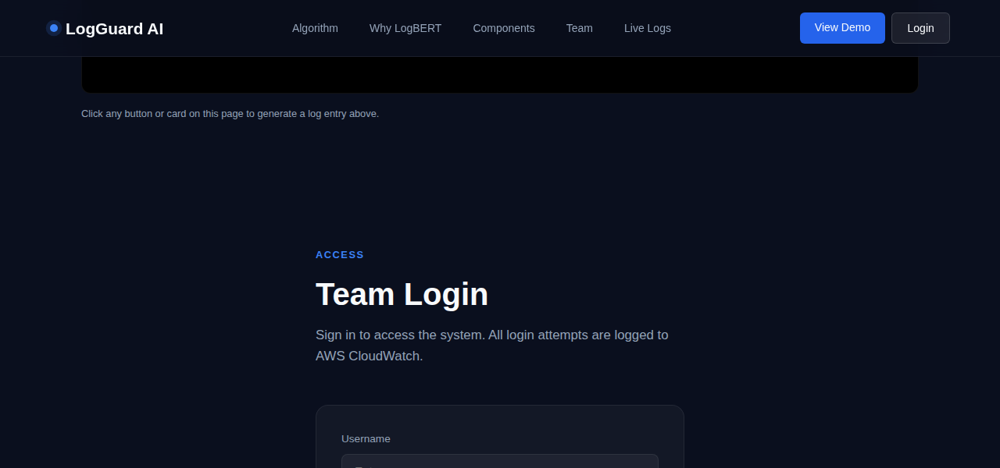 LogGuard AI
Algorithm
Why LogBERT
Components
Team
Live Logs
View Demo
Login
Click any button or card on this page to generate a log entry above.
ACCESS
Team Login
Sign in to access the system. All login attempts are logged to
AWS CloudWatch.
Username